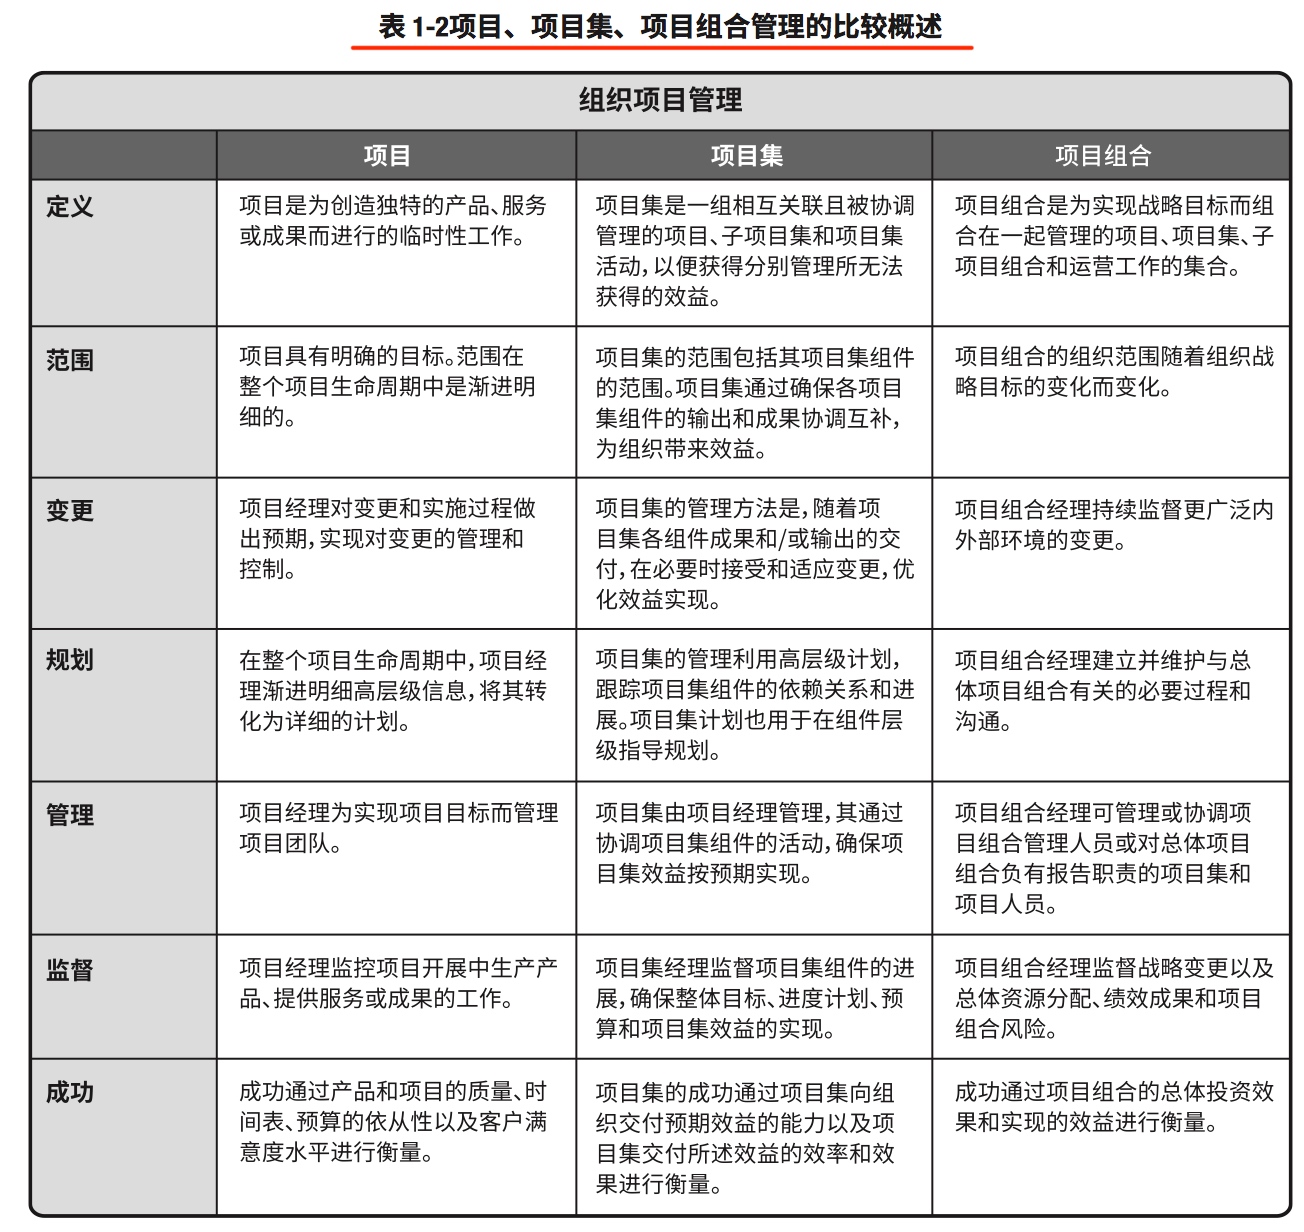 表 1-2项目、项目集、项目组合管理的比较概述
组织项目管理
项目
项目集
项目组合
定义
项目是为创造独特的产品、服务
或成果而进行的临时性工作。
项目集是一组相互关联且被协调
管理的项目、子项目集和项目集
活动，以便获得分别管理所无法
获得的效益。
项目组合是为实现战略目标而组
合在一起管理的项目、项目集、子
项目组合和运营工作的集合。
范围
项目具有明确的目标。范围在
整个项目生命周期中是渐进明
细的。
项目集的范围包括其项目集组件
的范围。项目集通过确保各项目
集组件的输出和成果协调互补，
为组织带来效益。
项目组合的组织范围随着组织战
略目标的变化而变化。
变更
项目经理对变更和实施过程做
出预期，实现对变更的管理和
控制。
项目集的管理方法是，随着项
目集各组件成果和/或输出的交
付，在必要时接受和适应变更，优
化效益实现。
项目组合经理持续监督更广泛内
外部环境的变更。
规划
在整个项目生命周期中，项目经
理渐进明细高层级信息，将其转
化为详细的计划。
项目集的管理利用高层级计划，
跟踪项目集组件的依赖关系和进
展。项目集计划也用于在组件层
级指导规划。
项目组合经理建立并维护与总
体项目组合有关的必要过程和
沟通。
管理
项目经理为实现项目目标而管理
项目团队。
项目集由项目经理管理，其通过
协调项目集组件的活动，确保项
目集效益按预期实现。
项目组合经理可管理或协调项
目组合管理人员或对总体项目
组合负有报告职责的项目集和
项目人员。
监督
项目经理监控项目开展中生产产
品、提供服务或成果的工作。
项目集经理监督项目集组件的进
展，确保整体目标、进度计划、预
算和项目集效益的实现。
项目组合经理监督战略变更以及
总体资源分配、绩效成果和项目
组合风险。
成功
成功通过产品和项目的质量、时
间表、预算的依从性以及客户满
意度水平进行衡量。
项目集的成功通过项目集向组
织交付预期效益的能力以及项
目集交付所述效益的效率和效
果进行衡量。
成功通过项目组合的总体投资效
果和实现的效益进行衡量。